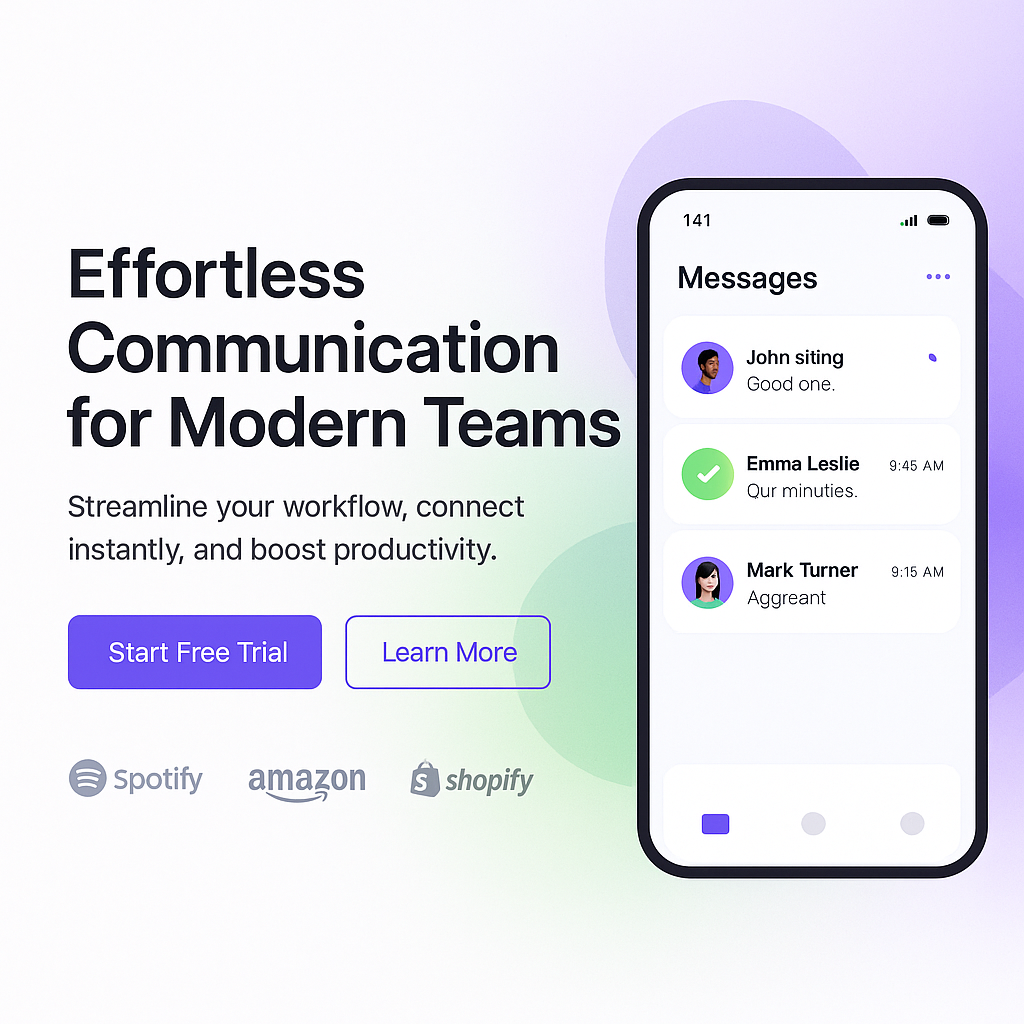 Effortless
Communication
for Modern Teams
Streamline your workflow, connect
instantly, and boost productivity.
Start Free Trial
Learn More
Spotify
amazon
shopify
141
Messages
John siting
Good one.
Emma Leslie
9:45 AM
Qur minuties.
Mark Turner
9:15 AM
Aggreant